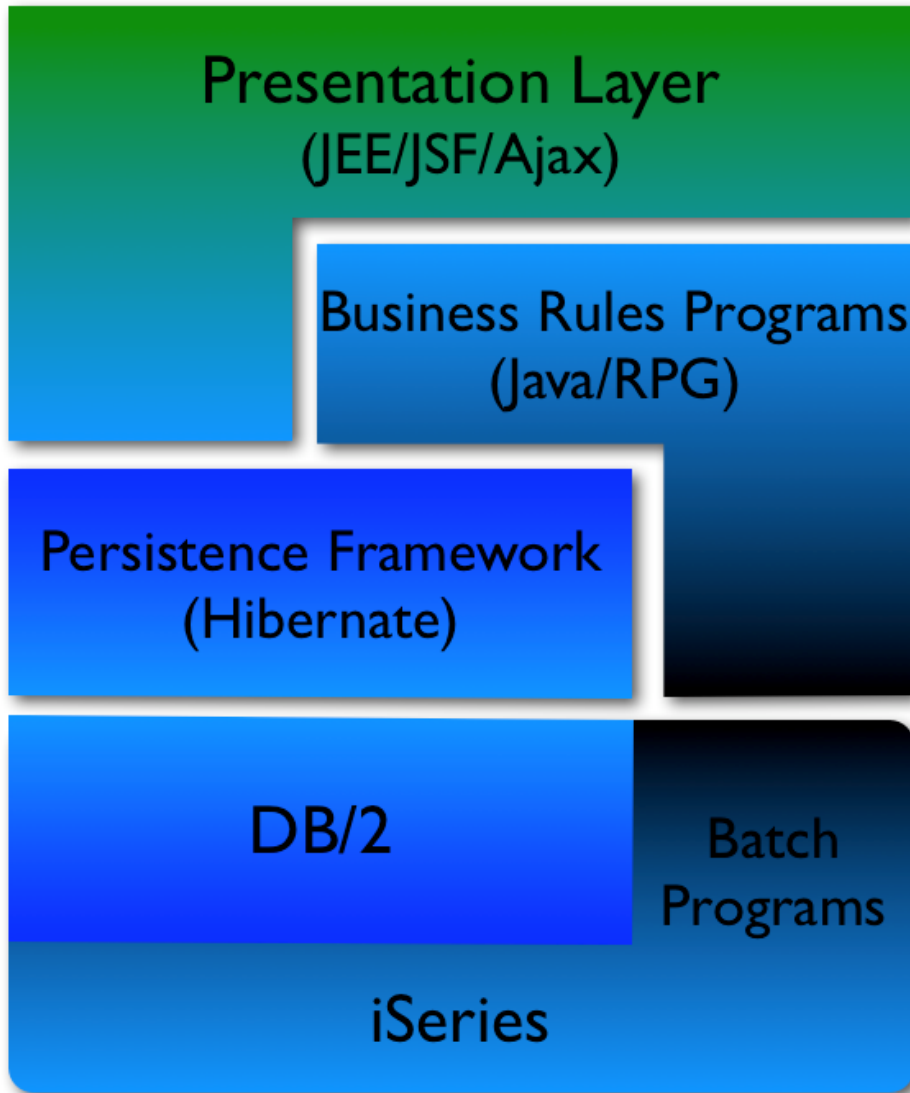 Presentation Layer
(JEE/JSF/Ajax)
Business Rules Programs
(Java/RPG)
Persistence Framework
(Hibernate)
DB/2
Batch
Programs
iSeries